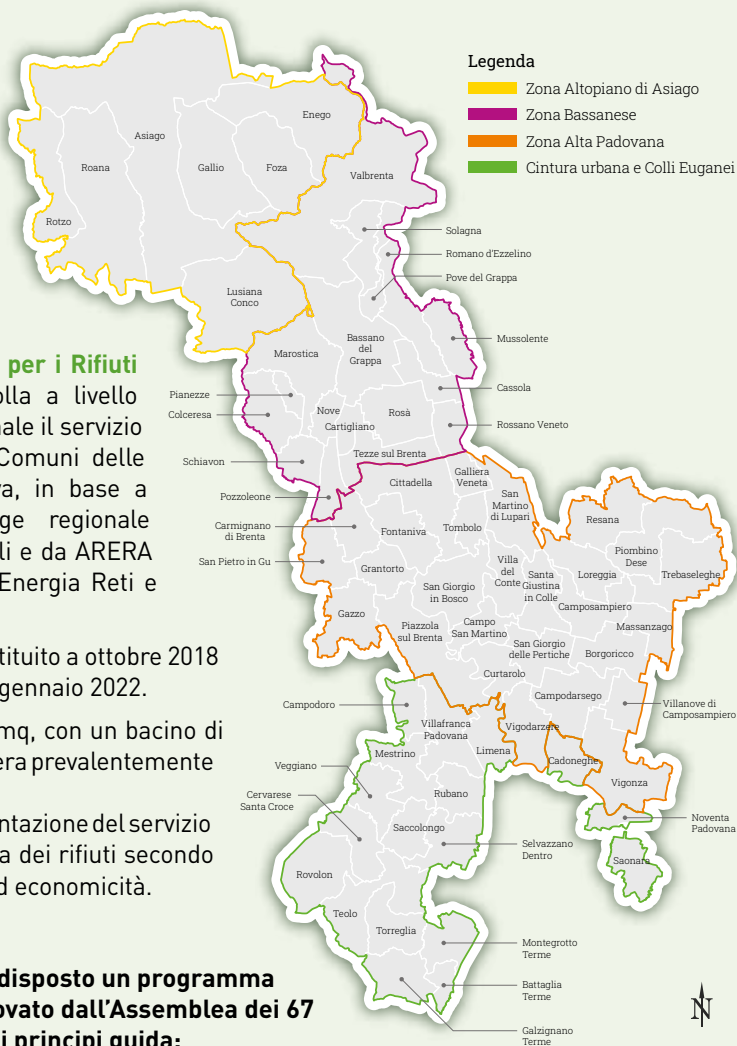 Legenda
Zona Altopiano di Asiago
Zona Bassanese
Zona Alta Padovana
Cintura urbana e Colli Euganei
Enego
Asiago
Roana
Gallio
Foza
Valbrenta
Rotzo
Solagna
Romano d'Ezzelino
Pove del Grappa
Lusiana
Conco
Mussolente
Bassano
del
Grappa
Marostica
Cassola
Pianezze
Colceresa
Nove
Rosà
Cartigliano
Rossano Veneto
Tezze sul Brenta
Schiavon
Cittadella
Galliera
Veneta
Pozzoleone
San
Martino
di Lupari
Carmignano
di Brenta
Fontaniva
Tombolo
Resana
San Pietro in Gu
Grantorto
Villa
del
Conte
Santa
Giustina
in Colle
Loreggia
Piombino
Dese
Trebaseleghe
San Giorgio
in Bosco
Camposampiero
Gazzo
Piazzola
sul Brenta
Campo
San Martino
Massanzago
San Giorgio
delle Pertiche
Borgoricco
Curtarolo
Campodarsego
Villanove di
Camposampiero
Campodoro
Villafranca
Padovana
Vigodarzere
Mestrino
Limena
Cadoneghe
Veggiano
Vigonza
Cervarese
Santa Croce
Rubano
Noventa
Padovana
Saccolongo
Selvazzano
Dentro
Saonara
Rovolon
Teolo
Torreglia
Montegrotto
Terme
Battaglia
Terme
Galzignano
Terme
N
per i Rifiuti
olla a livello
nale il servizio
Comuni delle
va, in base a
ge regionale
li e da ARERA
Energia Reti e
tituito a ottobre 2018
gennaio 2022.
mq, con un bacino di
era prevalentemente
ntazione del servizio
a dei rifiuti secondo
d economicità.
disposto un programma
ovato dall'Assemblea dei 67
i principi guida: